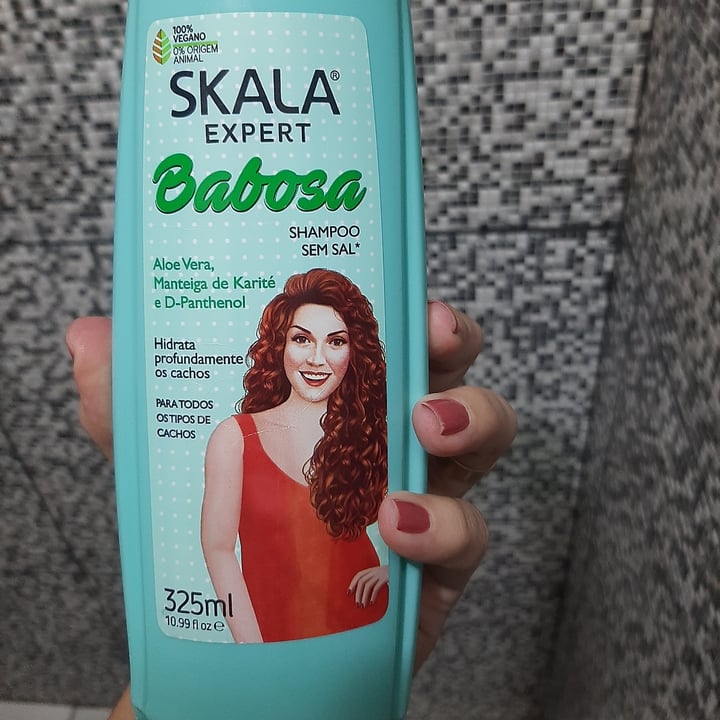 100%
VEGANO
0% ORIGEM
ANIMAL
SKALA®
EXPERT
Babosa
SHAMPOO
SEM SAL*
Aloe Vera,
Manteiga de Karité
e D-Panthenol
Hidrata
profundamente
os cachos
PARA TODOS
OS TIPOS DE
CACHOS
325ml
10.99 fl oz ℮